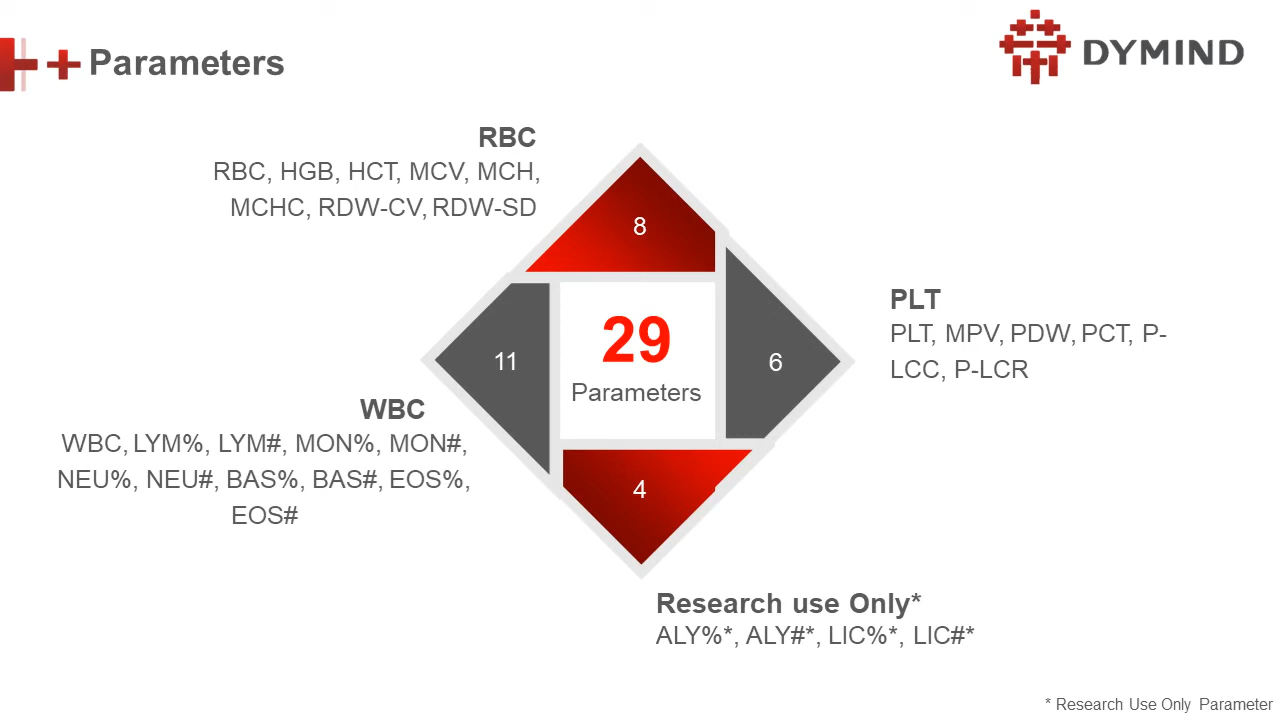 Parameters
DYMIND
RBC
RBC, HGB, HCT, MCV, MCH,
MCHC, RDW-CV, RDW-SD
8
PLT
PLT, MPV, PDW, PCT, P-
LCC, P-LCR
6
29
Parameters
11
WBC
WBC, LYM%, LYM#, MON%, MON#,
NEU%, NEU#, BAS%, BAS#, EOS%,
EOS#
4
Research use Only*
ALY%*, ALY#*, LIC%*, LIC#*
* Research Use Only Parameter